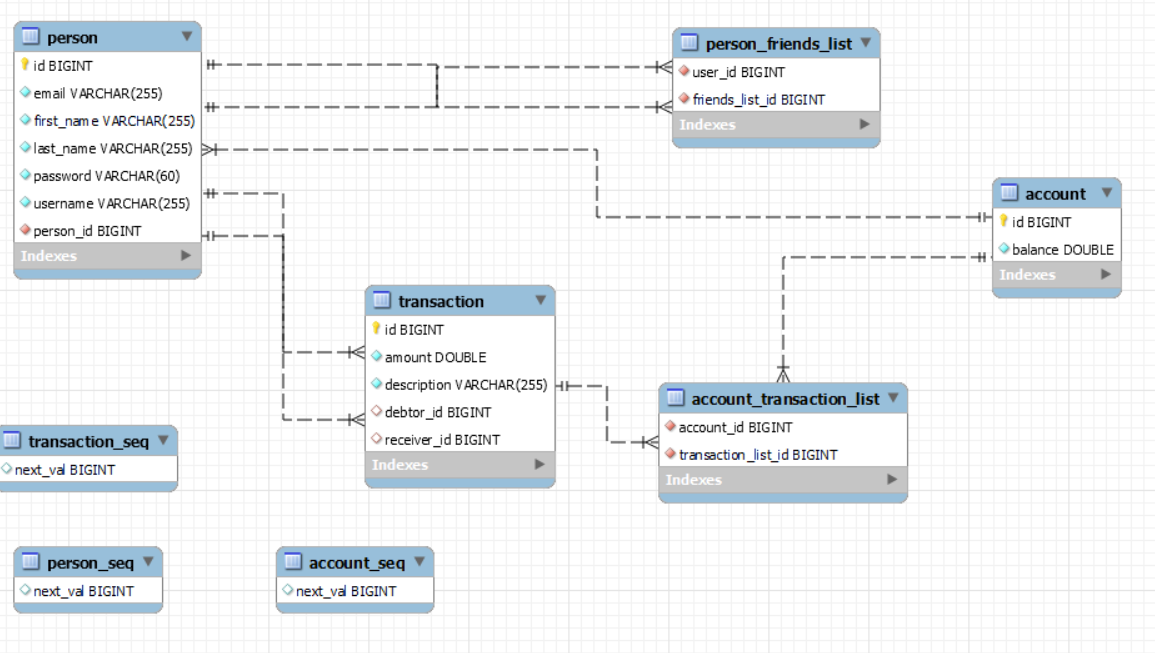 person
id BIGINT
email VARCHAR(255)
first_name VARCHAR(255)
last_name VARCHAR(255)
password VARCHAR(60)
username VARCHAR(255)
person_id BIGINT
Indexes
person_friends_list
user_id BIGINT
friends_list_id BIGINT
Indexes
account
id BIGINT
balance DOUBLE
Indexes
transaction
id BIGINT
amount DOUBLE
description VARCHAR(255)
debtor_id BIGINT
receiver_id BIGINT
Indexes
account_transaction_list
account_id BIGINT
transaction_list_id BIGINT
Indexes
transaction_seq
next_val BIGINT
person_seq
next_val BIGINT
account_seq
next_val BIGINT